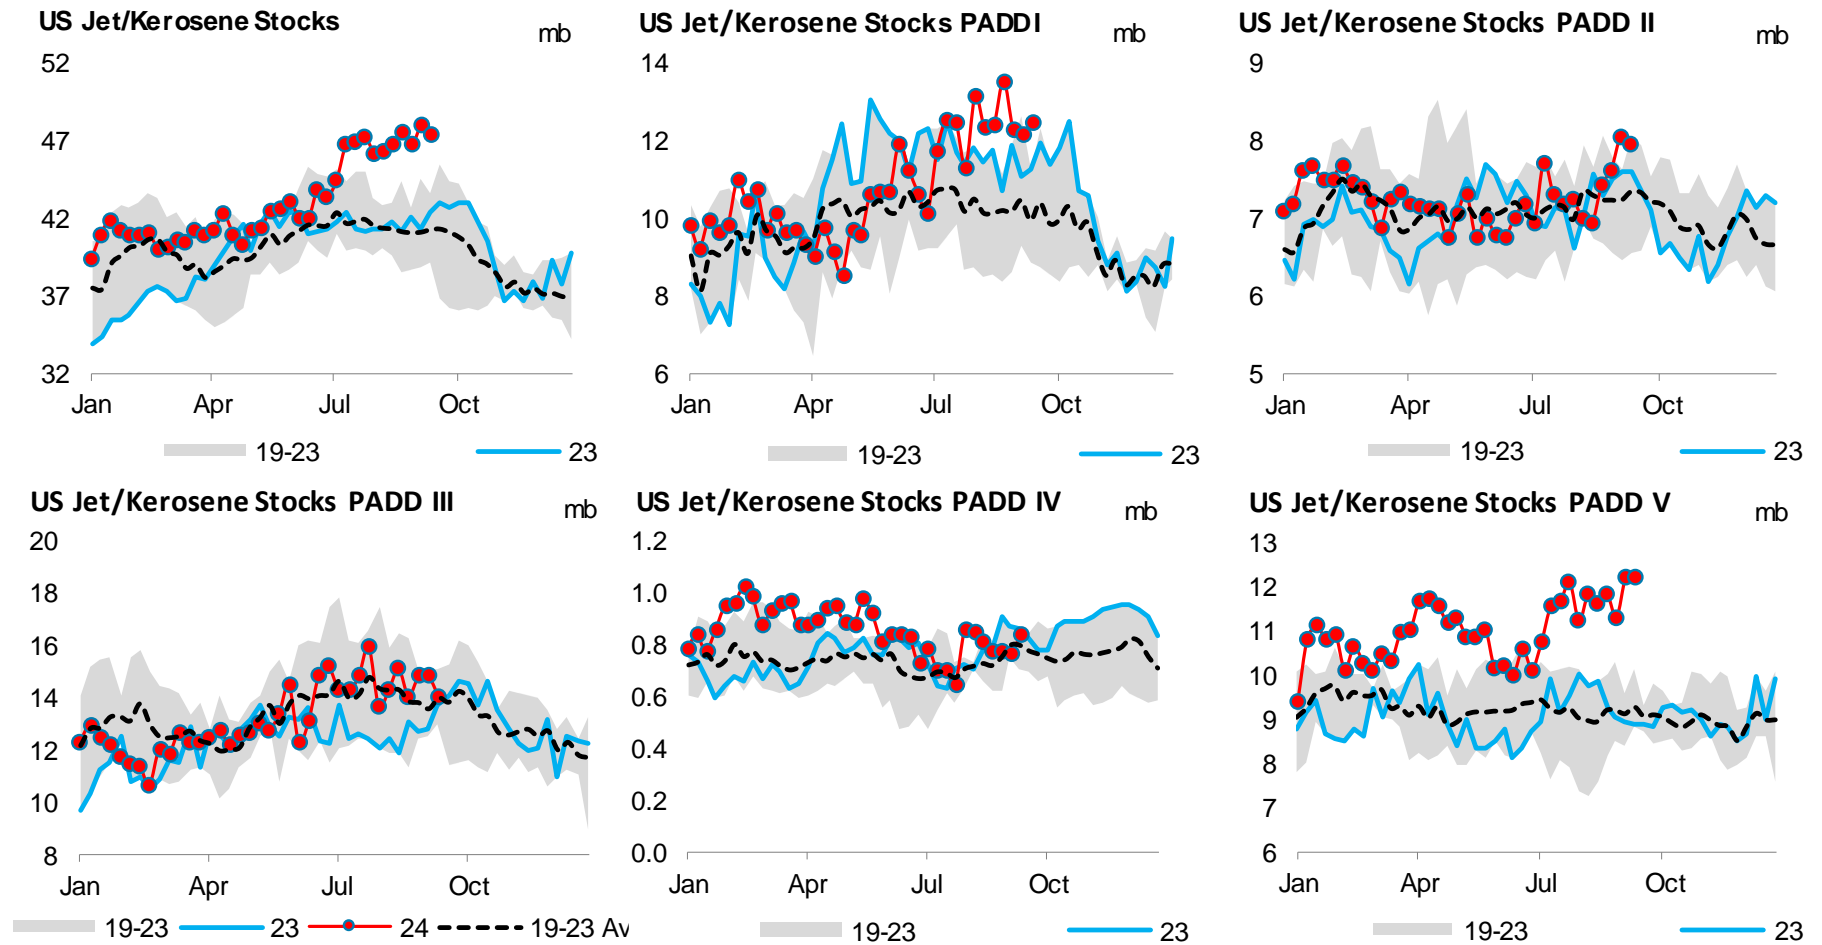 US Jet/Kerosene Stocks
mb
52
47
42
37
32
Jan Apr Jul Oct
19-23 23
US Jet/Kerosene Stocks PADD I
mb
14
12
10
8
6
Jan Apr Jul Oct
19-23 23
US Jet/Kerosene Stocks PADD II
mb
9
8
7
6
5
Jan Apr Jul Oct
19-23 23
US Jet/Kerosene Stocks PADD III
mb
20
18
16
14
12
10
8
Jan Apr Jul Oct
19-23 23 24 19-23 Av
US Jet/Kerosene Stocks PADD IV
mb
1.2
1.0
0.8
0.6
0.4
0.2
0.0
Jan Apr Jul Oct
19-23 23
US Jet/Kerosene Stocks PADD V
mb
13
12
11
10
9
8
7
6
Jan Apr Jul Oct
19-23 23